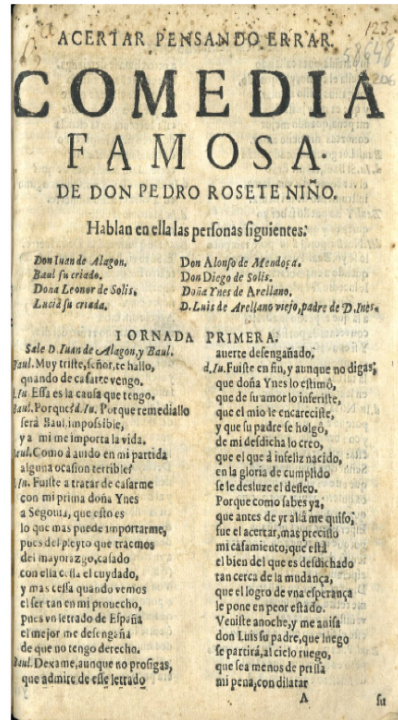 123
58648
ACERTAR PENSANDO ERRAR.
COMEDIA
FAMOSA.
DE DON PEDRO ROSETE NIÑO.
Hablan en ella las personas siguientes.
Don Iuan de Alagon.
Baul su criado.
Dona Leonor de Solis.
Lucia su criada.
Don Alonso de Mendoça.
Don Diego de Solis.
Doña Ynes de Arellano.
D. Luis de Arellano viejo, padre de D. Ines.
IORNADA PRIMERA.
Sale D. Iuan de Alagon, y Baul.
Baul. Muy triste, señor, te hallo,
quando de casarte vengo.
d. Iu. Essa es la causa que tengo.
Baul. Porque? d. Iu. Porque remediallo
será Baul impossible,
y a mi me importa la vida.
Baul. Como á auido en mi partida
alguna ocasion terrible?
d. Iu. Fuiste a tratar de casarme
con mi prima doña Ynes
a Segouia, que esto es
lo que mas puede importarme,
pues del pleyto que traemos
del mayorazgo, casado
con ella cessa el cuydado,
y mas cessa quando vemos
el ser tan en mi prouecho,
pues vn letrado de España
el mejor me desengaña
de que no tengo derecho.
Baul. Dexame, aunque no prosigas,
que admire de esse letrado
auerte desengañado.
d. Iu. Fuiste en fin, y aunque no digas,
que doña Ynes lo estimò,
que de su amor lo inferiste,
que el mio le encareciste,
y que su padre se holgò,
de mi desdicha lo creo,
que el que à infeliz nacido,
en la gloria de cumplido
se le desluze el desseo.
Porque como sabes ya,
que antes de yr allà me quiso,
fue el acertar, mas preciso
mi casamiento, que està
el bien del que es desdichado
tan cerca de la mudança,
que el logro de vna esperança
le pone en peor estado.
Veniste anoche, y me auisa
don Luis su padre, que luego
se partirà, al cielo ruego,
que sea menos de prissa
mi pena, con dilatar
A
su